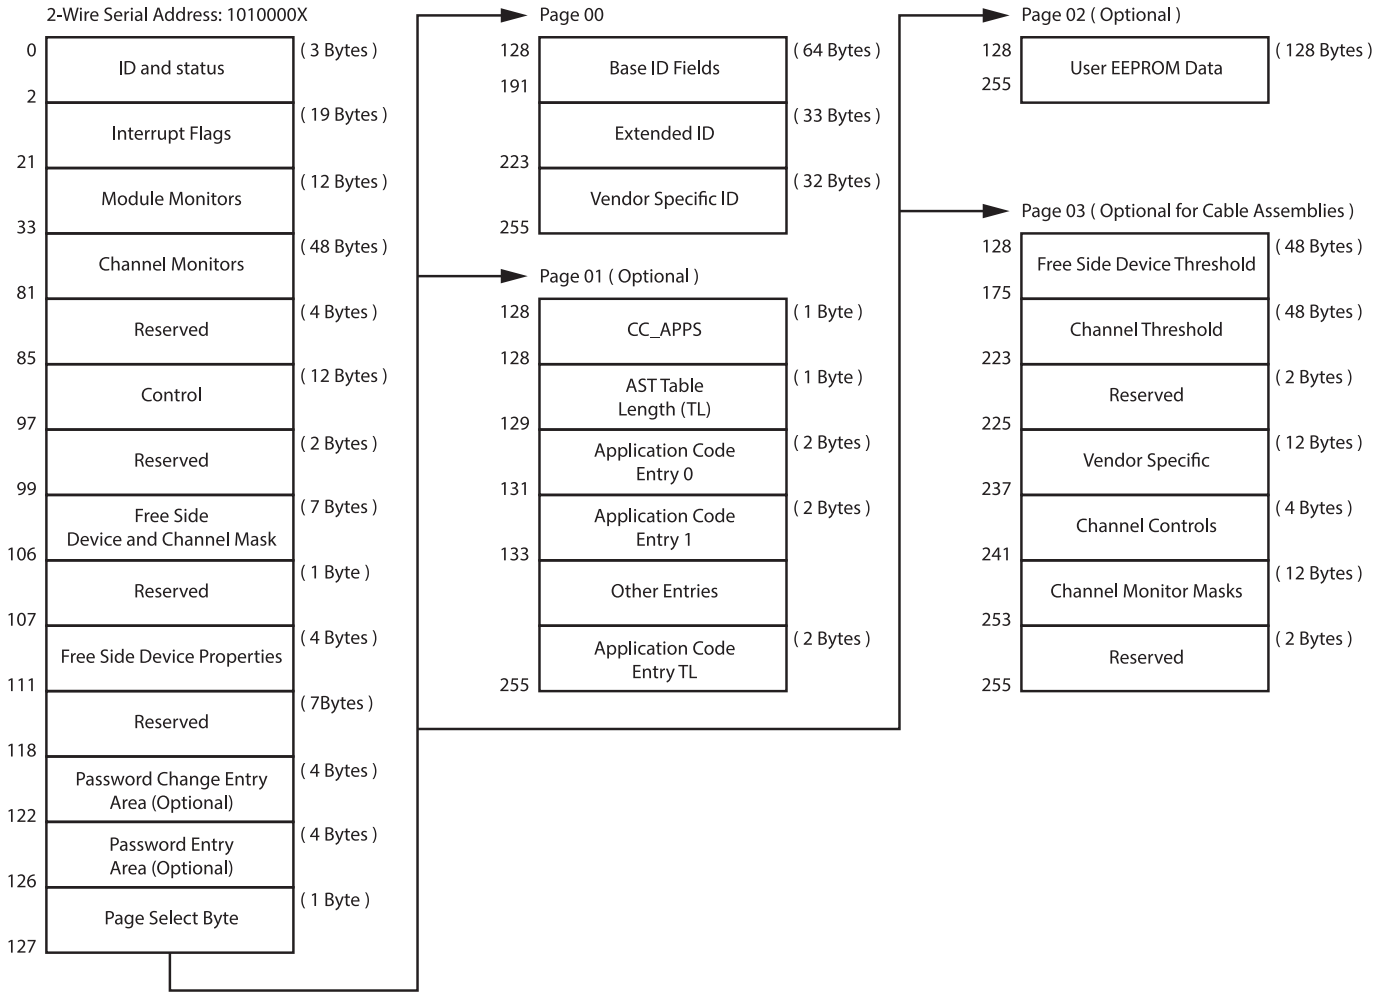 2-Wire Serial Address: 1010000X
0
ID and status
( 3 Bytes )
2
Interrupt Flags
( 19 Bytes )
21
Module Monitors
( 12 Bytes )
33
Channel Monitors
( 48 Bytes )
81
Reserved
( 4 Bytes )
85
Control
( 12 Bytes )
97
Reserved
( 2 Bytes )
99
Free Side
Device and Channel Mask
( 7 Bytes )
106
Reserved
( 1 Byte )
107
Free Side Device Properties
( 4 Bytes )
111
Reserved
( 7Bytes )
118
Password Change Entry
Area (Optional)
( 4 Bytes )
122
Password Entry
Area (Optional)
( 4 Bytes )
126
Page Select Byte
( 1 Byte )
127
Page 00
128
Base ID Fields
( 64 Bytes )
191
Extended ID
( 33 Bytes )
223
Vendor Specific ID
( 32 Bytes )
255
Page 01 ( Optional )
128
CC_APPS
( 1 Byte )
128
AST Table
Length (TL)
( 1 Byte )
129
Application Code
Entry 0
( 2 Bytes )
131
Application Code
Entry 1
( 2 Bytes )
133
Other Entries
Application Code
Entry TL
( 2 Bytes )
255
Page 02 ( Optional )
128
User EEPROM Data
( 128 Bytes )
255
Page 03 ( Optional for Cable Assemblies )
128
Free Side Device Threshold
( 48 Bytes )
175
Channel Threshold
( 48 Bytes )
223
Reserved
( 2 Bytes )
225
Vendor Specific
( 12 Bytes )
237
Channel Controls
( 4 Bytes )
241
Channel Monitor Masks
( 12 Bytes )
253
Reserved
( 2 Bytes )
255